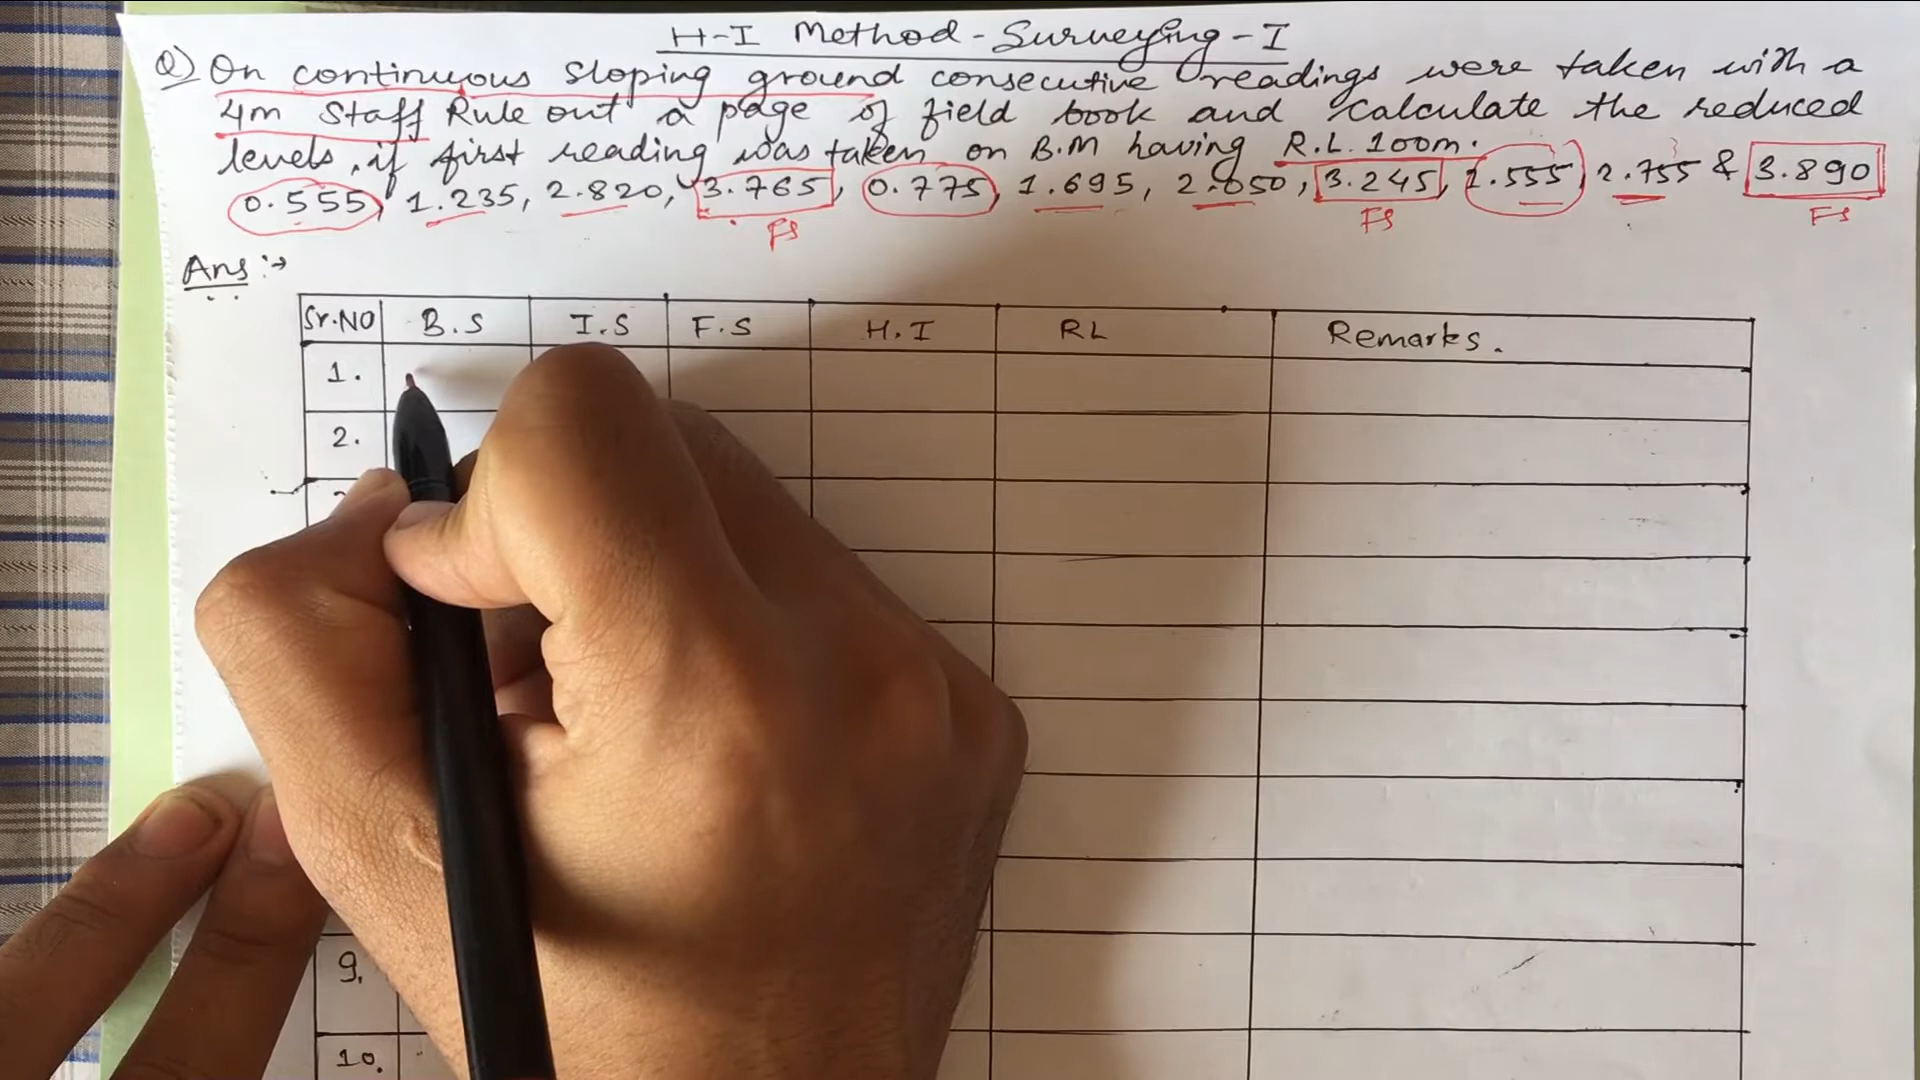 H-I Method-Surveying-I
Q) On continuous sloping ground consecutive readings were taken with a
4m Staff Rule out a page of field book and calculate the reduced
levels, if first reading was taken on B.M having R.L. 100m.
0.555, 1.235, 2.820, 3.765, 0.775, 1.695, 2.050, 3.245, 1.555, 2.755 & 3.890
FS FS FS
Ans :→
Sr.NO B.S I.S F.S H.I RL Remarks.
1.
2.
9.
10.